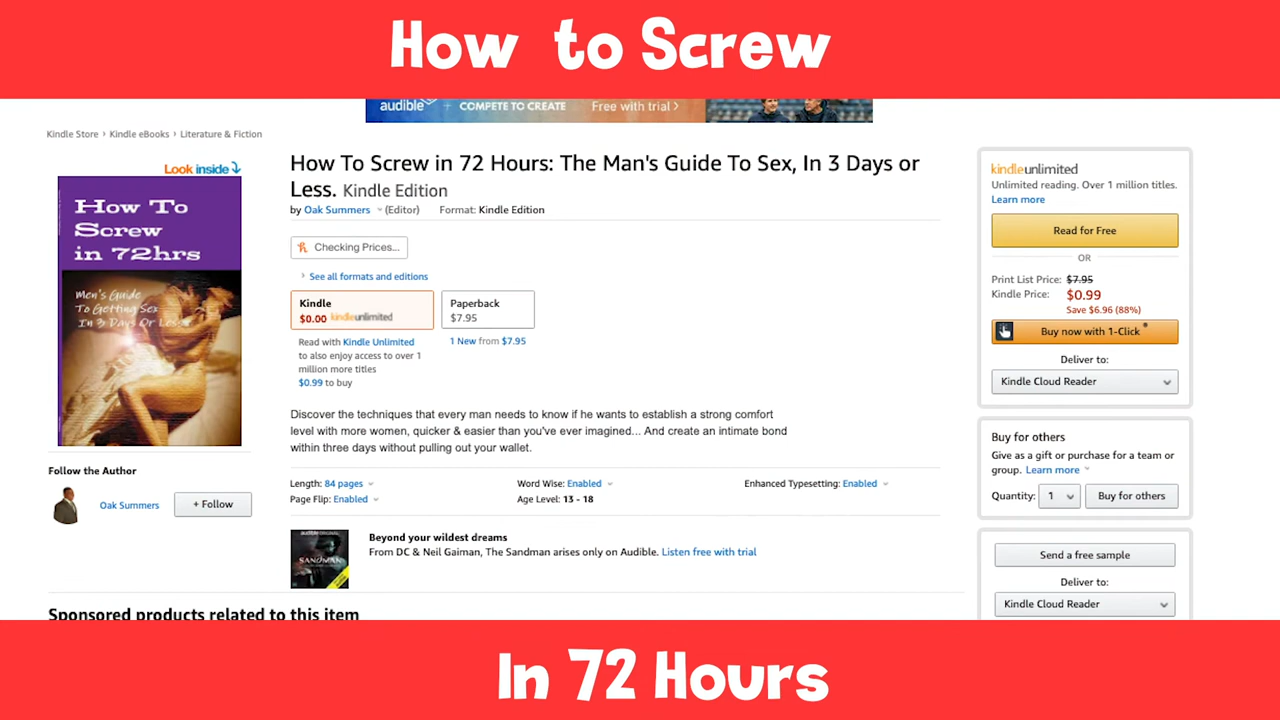 How to Screw
audible + COMPETE TO CREATE Free with trial >
Kindle Store › Kindle eBooks › Literature & Fiction
Look inside
How To
Screw
in 72hrs
Men's Guide
To Getting Sex
In 3 Days Or Less
How To Screw in 72 Hours: The Man's Guide To Sex, In 3 Days or
Less. Kindle Edition
by Oak Summers (Editor) Format: Kindle Edition
Checking Prices...
› See all formats and editions
Kindle
$0.00 kindleunlimited
Paperback
$7.95
Read with Kindle Unlimited
to also enjoy access to over 1
million more titles
$0.99 to buy
1 New from $7.95
Discover the techniques that every man needs to know if he wants to establish a strong comfort
level with more women, quicker & easier than you've ever imagined... And create an intimate bond
within three days without pulling out your wallet.
Follow the Author
Oak Summers
+ Follow
Length: 84 pages Word Wise: Enabled Enhanced Typesetting: Enabled
Page Flip: Enabled Age Level: 13 - 18
SANDMAN
Beyond your wildest dreams
From DC & Neil Gaiman, The Sandman arises only on Audible. Listen free with trial
Sponsored products related to this item
kindleunlimited
Unlimited reading. Over 1 million titles.
Learn more
Read for Free
OR
Print List Price: $7.95
Kindle Price: $0.99
Save $6.96 (88%)
Buy now with 1-Click ®
Deliver to:
Kindle Cloud Reader
Buy for others
Give as a gift or purchase for a team or
group. Learn more
Quantity: 1 Buy for others
Send a free sample
Deliver to:
Kindle Cloud Reader
In 72 Hours